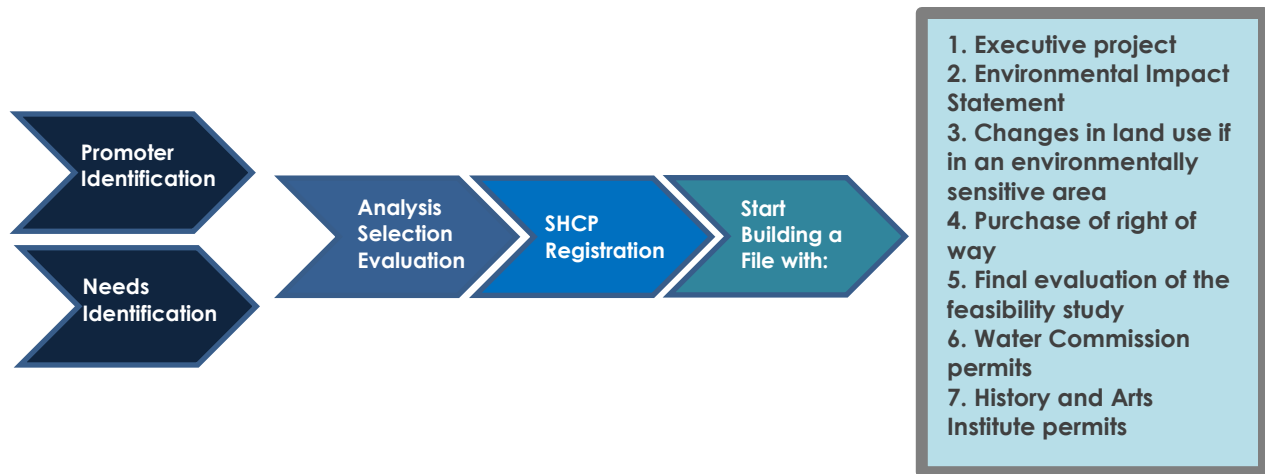 Promoter
Identification
Needs
Identification
Analysis
Selection
Evaluation
SHCP
Registration
Start
Building a
File with:
1. Executive project
2. Environmental Impact
Statement
3. Changes in land use if
in an environmentally
sensitive area
4. Purchase of right of
way
5. Final evaluation of the
feasibility study
6. Water Commission
permits
7. History and Arts
Institute permits